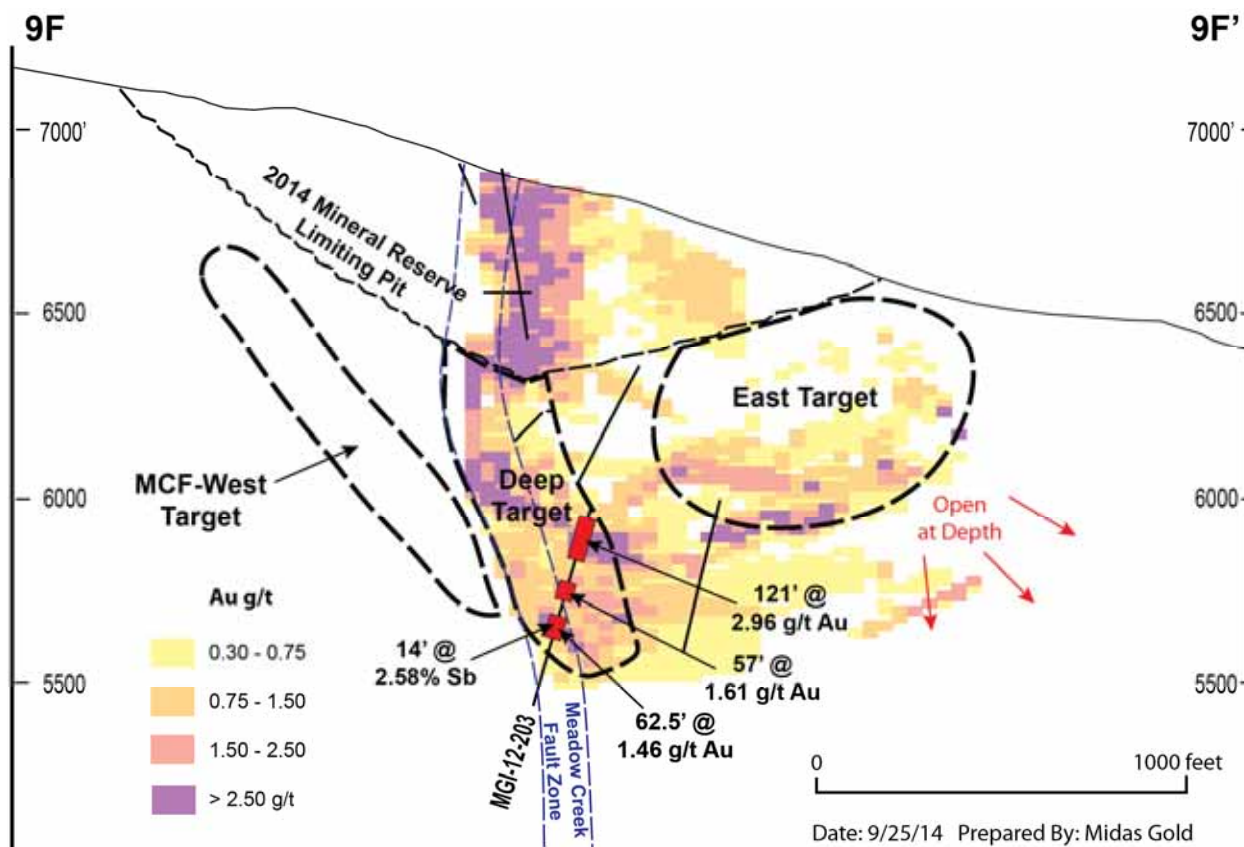 9F
9F’
7000’
7000’
2014 Mineral Reserve
Limiting Pit
6500
6500
East Target
MCF-West
Target
Deep
Target
6000
6000
Open
at Depth
Au g/t
0.30 - 0.75
0.75 - 1.50
1.50 - 2.50
> 2.50 g/t
121’ @
2.96 g/t Au
14’ @
2.58% Sb
57’ @
1.61 g/t Au
5500
5500
62.5’ @
1.46 g/t Au
MGI-12-203
Meadow Creek
Fault Zone
0
1000 feet
Date: 9/25/14 Prepared By: Midas Gold